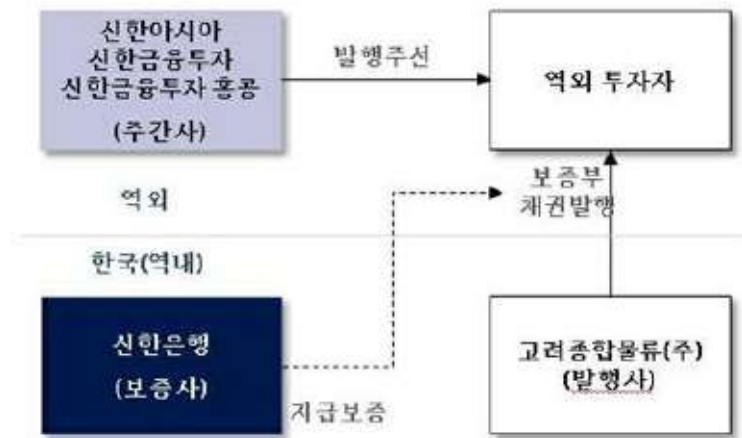 신한아시아
신한금융투자
신한금융투자 홍콩
(주간사)
발행주선
역외 투자자
보증부
채권발행
역외
한국(역내)
신한은행
(보증사)
지급보증
고려종합물류(주)
(발행사)